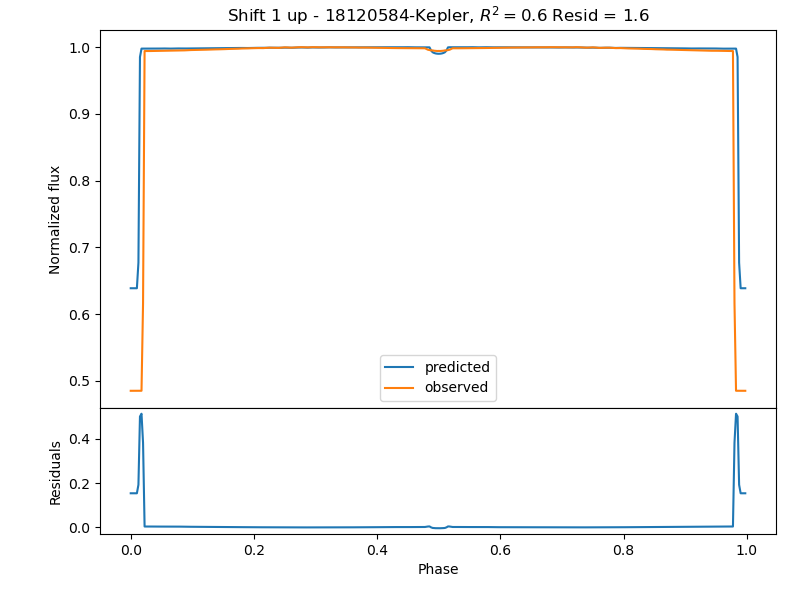 Shift 1 up - 18120584-Kepler, $R^2 = 0.6$ Resid = 1.6
1.0
0.9
0.8
0.7
0.6
0.5
Normalized flux
predicted
observed
0.4
0.2
0.0
Residuals
0.0 0.2 0.4 0.6 0.8 1.0
Phase